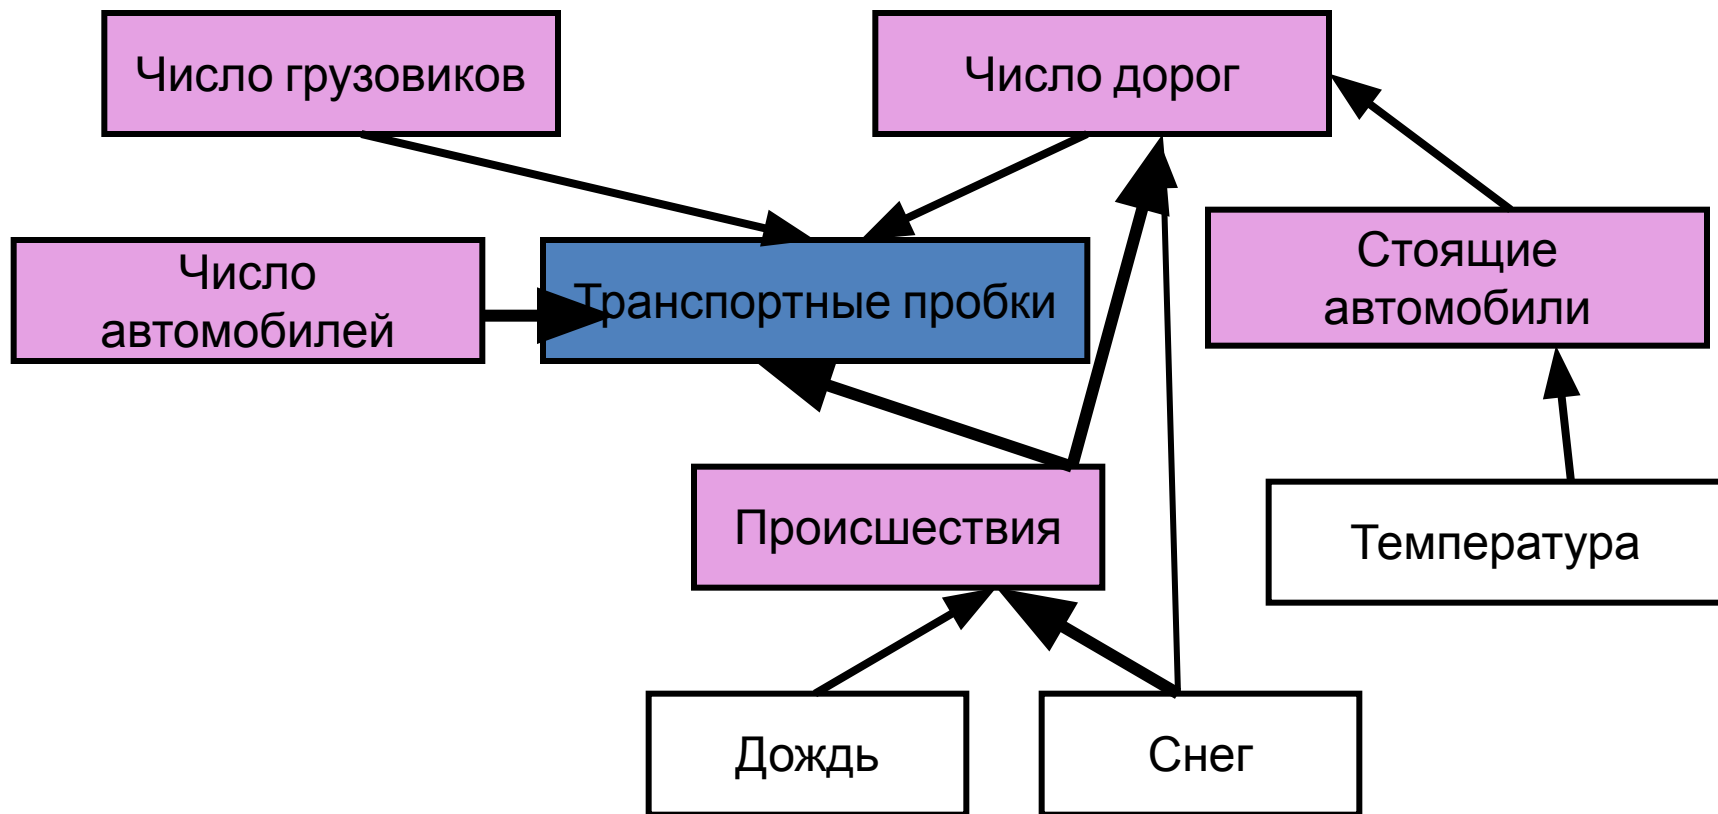 Число грузовиков
Число дорог
Число
автомобилей
Транспортные пробки
Стоящие
автомобили
Происшествия
Температура
Дождь
Снег